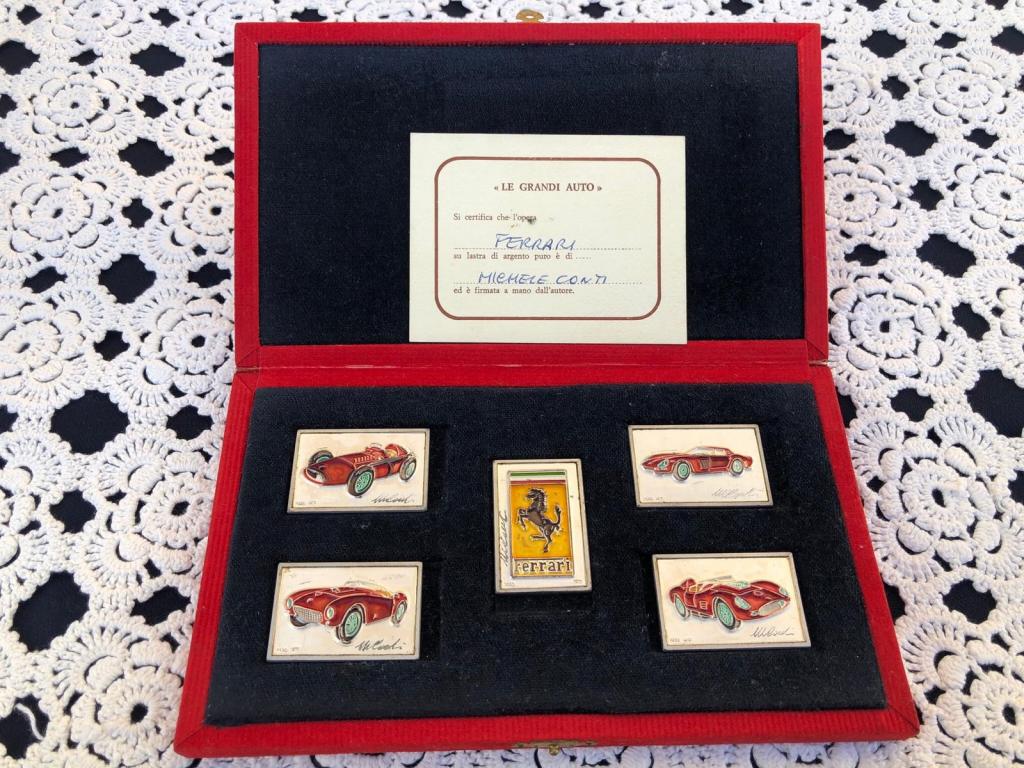 « LE GRANDI AUTO »
Si certifica che l'opera
FERRARI
su lastra di argento puro è di .....
MICHELE CONTI
ed è firmata a mano dall'autore.
Ferrari